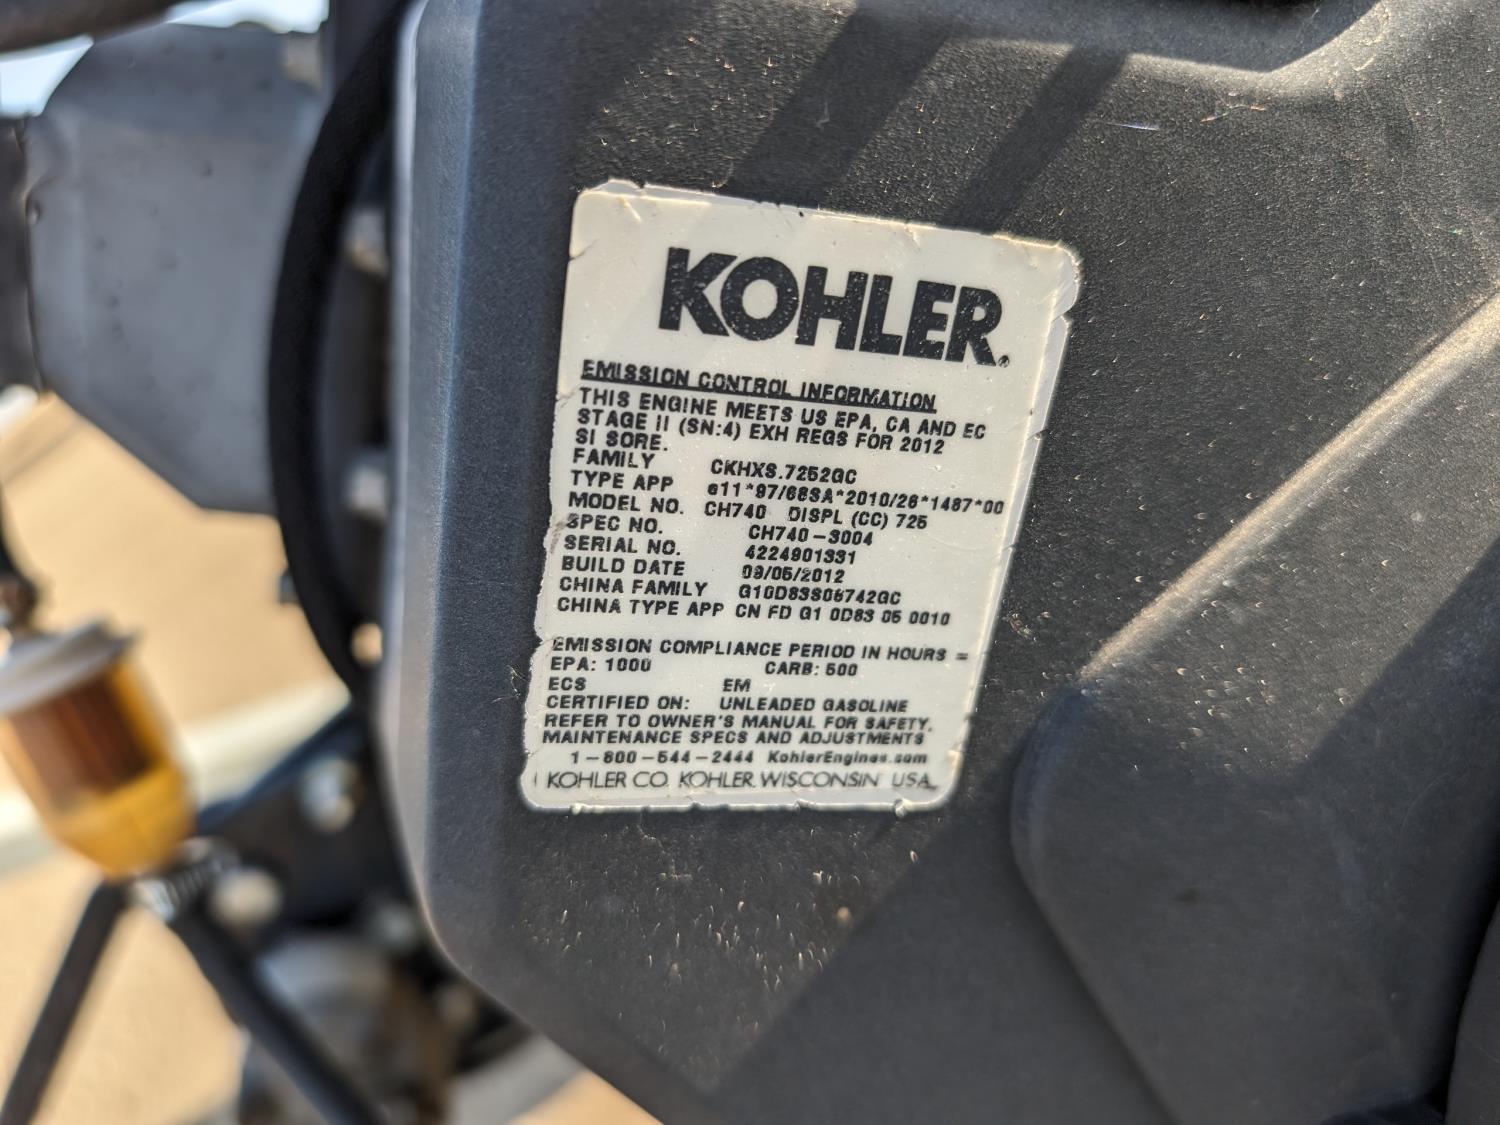 KOHLER.
EMISSION CONTROL INFORMATION
THIS ENGINE MEETS US EPA, CA AND EC
STAGE II (SN:4) EXH REGS FOR 2012
SI SORE.
FAMILY CKHXS.7252GC
TYPE APP e11*97/68SA*2010/26*1487*00
MODEL NO. CH740 DISPL (CC) 725
SPEC NO. CH740-3004
SERIAL NO. 4224901331
BUILD DATE 09/05/2012
CHINA FAMILY G10D83S06742GC
CHINA TYPE APP CN FD G1 0D83 05 0010
EMISSION COMPLIANCE PERIOD IN HOURS =
EPA: 1000 CARB: 500
ECS EM
CERTIFIED ON: UNLEADED GASOLINE
REFER TO OWNER'S MANUAL FOR SAFETY,
MAINTENANCE SPECS AND ADJUSTMENTS
1-800-544-2444 KohlerEngines.com
KOHLER CO. KOHLER, WISCONSIN USA